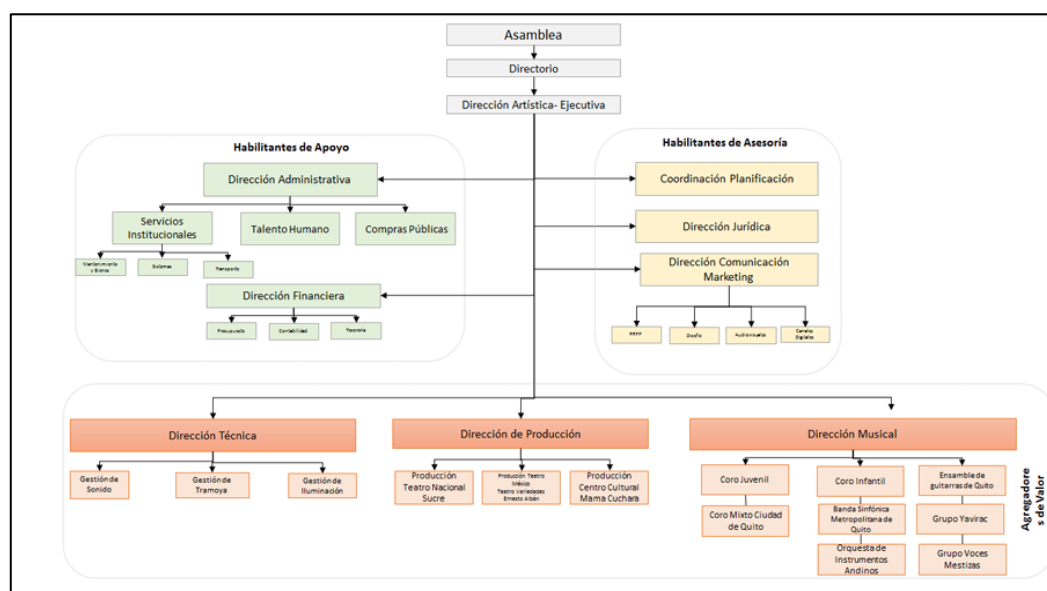 Asamblea
Directorio
Dirección Artística- Ejecutiva
Habilitantes de Apoyo
Dirección Administrativa
Servicios
Institucionales
Talento Humano
Compras Públicas
Mantenimiento
y Bienes
Sistemas
Transporte
Dirección Financiera
Presupuesto
Contabilidad
Tesorería
Habilitantes de Asesoría
Coordinación Planificación
Dirección Jurídica
Dirección Comunicación
Marketing
RRPP
Diseño
Audiovisuales
Canales
Digitales
Dirección Técnica
Gestión de
Sonido
Gestión de
Tramoya
Gestión de
Iluminación
Dirección de Producción
Producción
Teatro Nacional
Sucre
Producción Teatro
México
Teatro Variedades
Ernesto Albán
Producción
Centro Cultural
Mama Cuchara
Dirección Musical
Coro Juvenil
Coro Mixto Ciudad
de Quito
Coro Infantil
Banda Sinfónica
Metropolitana de
Quito
Orquesta de
Instrumentos
Andinos
Ensamble de
guitarras de Quito
Grupo Yavirac
Grupo Voces
Mestizas
Agregadore
s de Valor